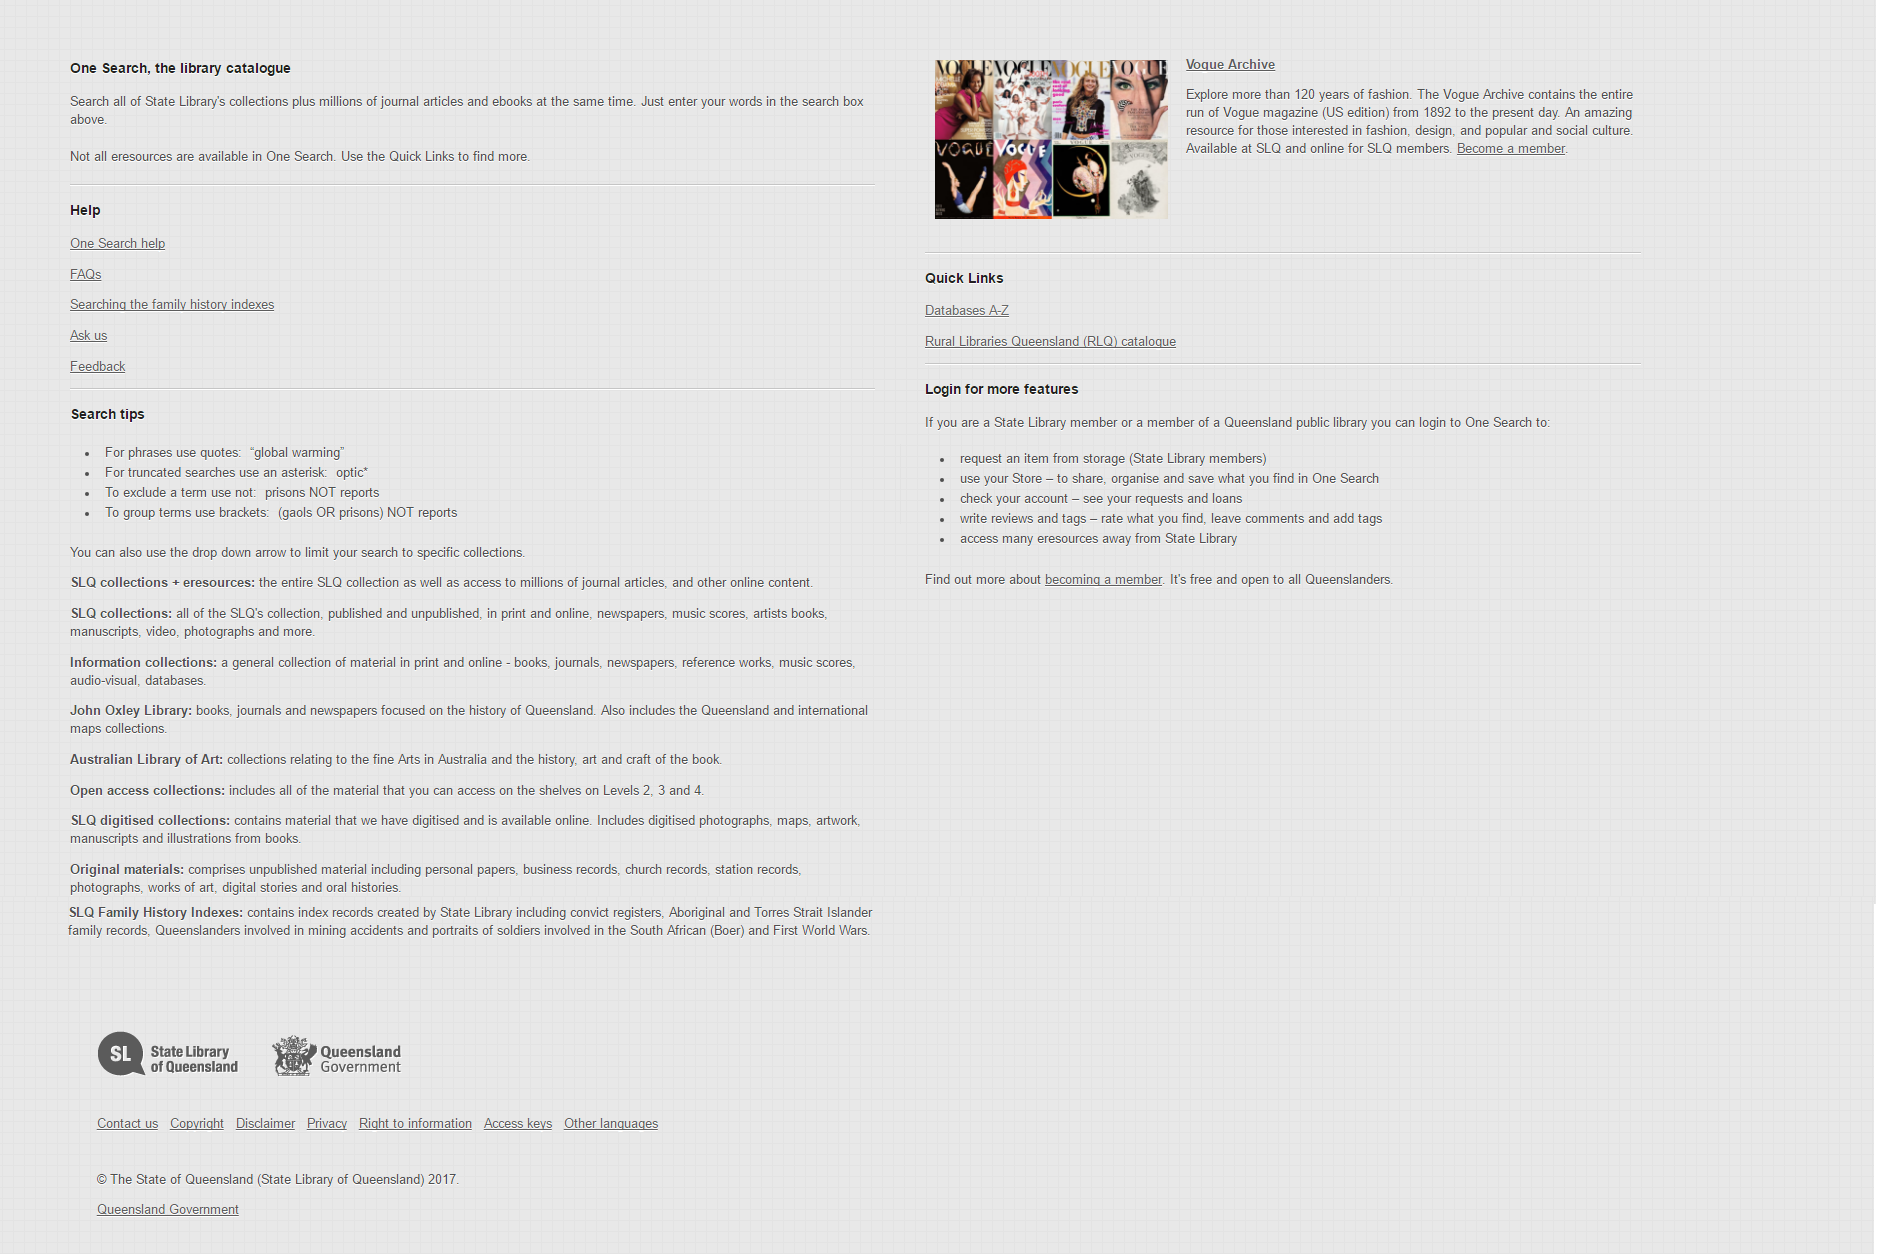 One Search, the library catalogue
Search all of State Library's collections plus millions of journal articles and ebooks at the same time. Just enter your words in the search box
above.
Not all eresources are available in One Search. Use the Quick Links to find more.
Help
One Search help
FAQs
Searching the family history indexes
Ask us
Feedback
Search tips
• For phrases use quotes: “global warming”
• For truncated searches use an asterisk: optic*
• To exclude a term use not: prisons NOT reports
• To group terms use brackets: (gaols OR prisons) NOT reports
You can also use the drop down arrow to limit your search to specific collections.
SLQ collections + eresources: the entire SLQ collection as well as access to millions of journal articles, and other online content.
SLQ collections: all of the SLQ's collection, published and unpublished, in print and online, newspapers, music scores, artists books,
manuscripts, video, photographs and more.
Information collections: a general collection of material in print and online - books, journals, newspapers, reference works, music scores,
audio-visual, databases.
John Oxley Library: books, journals and newspapers focused on the history of Queensland. Also includes the Queensland and international
maps collections.
Australian Library of Art: collections relating to the fine Arts in Australia and the history, art and craft of the book.
Open access collections: includes all of the material that you can access on the shelves on Levels 2, 3 and 4.
SLQ digitised collections: contains material that we have digitised and is available online. Includes digitised photographs, maps, artwork,
manuscripts and illustrations from books.
Original materials: comprises unpublished material including personal papers, business records, church records, station records,
photographs, works of art, digital stories and oral histories.
SLQ Family History Indexes: contains index records created by State Library including convict registers, Aboriginal and Torres Strait Islander
family records, Queenslanders involved in mining accidents and portraits of soldiers involved in the South African (Boer) and First World Wars.
VOGUE VOGUE VOGUE VOGUE
VOGUE VOGUE VOGUE VOGUE
Vogue Archive
Explore more than 120 years of fashion. The Vogue Archive contains the entire
run of Vogue magazine (US edition) from 1892 to the present day. An amazing
resource for those interested in fashion, design, and popular and social culture.
Available at SLQ and online for SLQ members. Become a member.
Quick Links
Databases A-Z
Rural Libraries Queensland (RLQ) catalogue
Login for more features
If you are a State Library member or a member of a Queensland public library you can login to One Search to:
• request an item from storage (State Library members)
• use your Store – to share, organise and save what you find in One Search
• check your account – see your requests and loans
• write reviews and tags – rate what you find, leave comments and add tags
• access many eresources away from State Library
Find out more about becoming a member. It's free and open to all Queenslanders.
SL State Library
of Queensland
Queensland
Government
Contact us Copyright Disclaimer Privacy Right to information Access keys Other languages
© The State of Queensland (State Library of Queensland) 2017.
Queensland Government